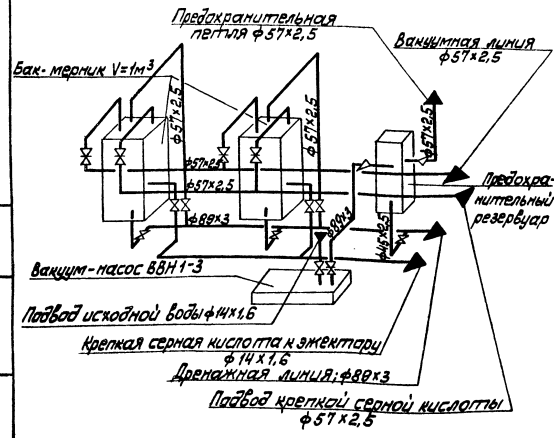 Предохранительная
петля ф57×2,5
Вакуумная линия
ф57×2,5
Бак-мерник V=1м³
ф57×2,5
ф57×2,5
ф57×2,5
ф57×2,5
ф57×2,5
ф89×3
ф89×3
ф45×2,5
Предохра-
нительный
резервуар
Вакуум-насос ВВН1-3
Подвод исходной воды ф14×1,6
Крепкая серная кислота к эжектору
ф14×1,6
Дренажная линия; ф89×3
Подвод крепкой серной кислоты
ф57×2,5